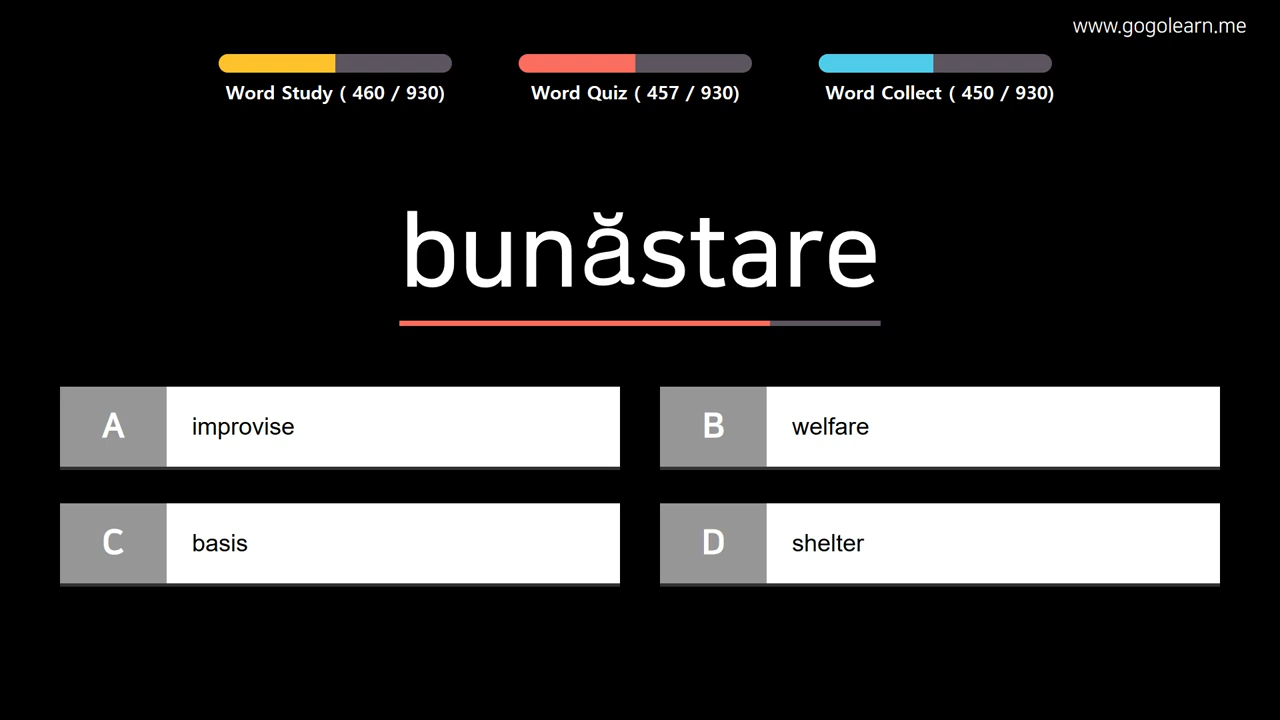 www.gogolearn.me
Word Study ( 460 / 930)
Word Quiz ( 457 / 930)
Word Collect ( 450 / 930)
bunăstare
A improvise
B welfare
C basis
D shelter